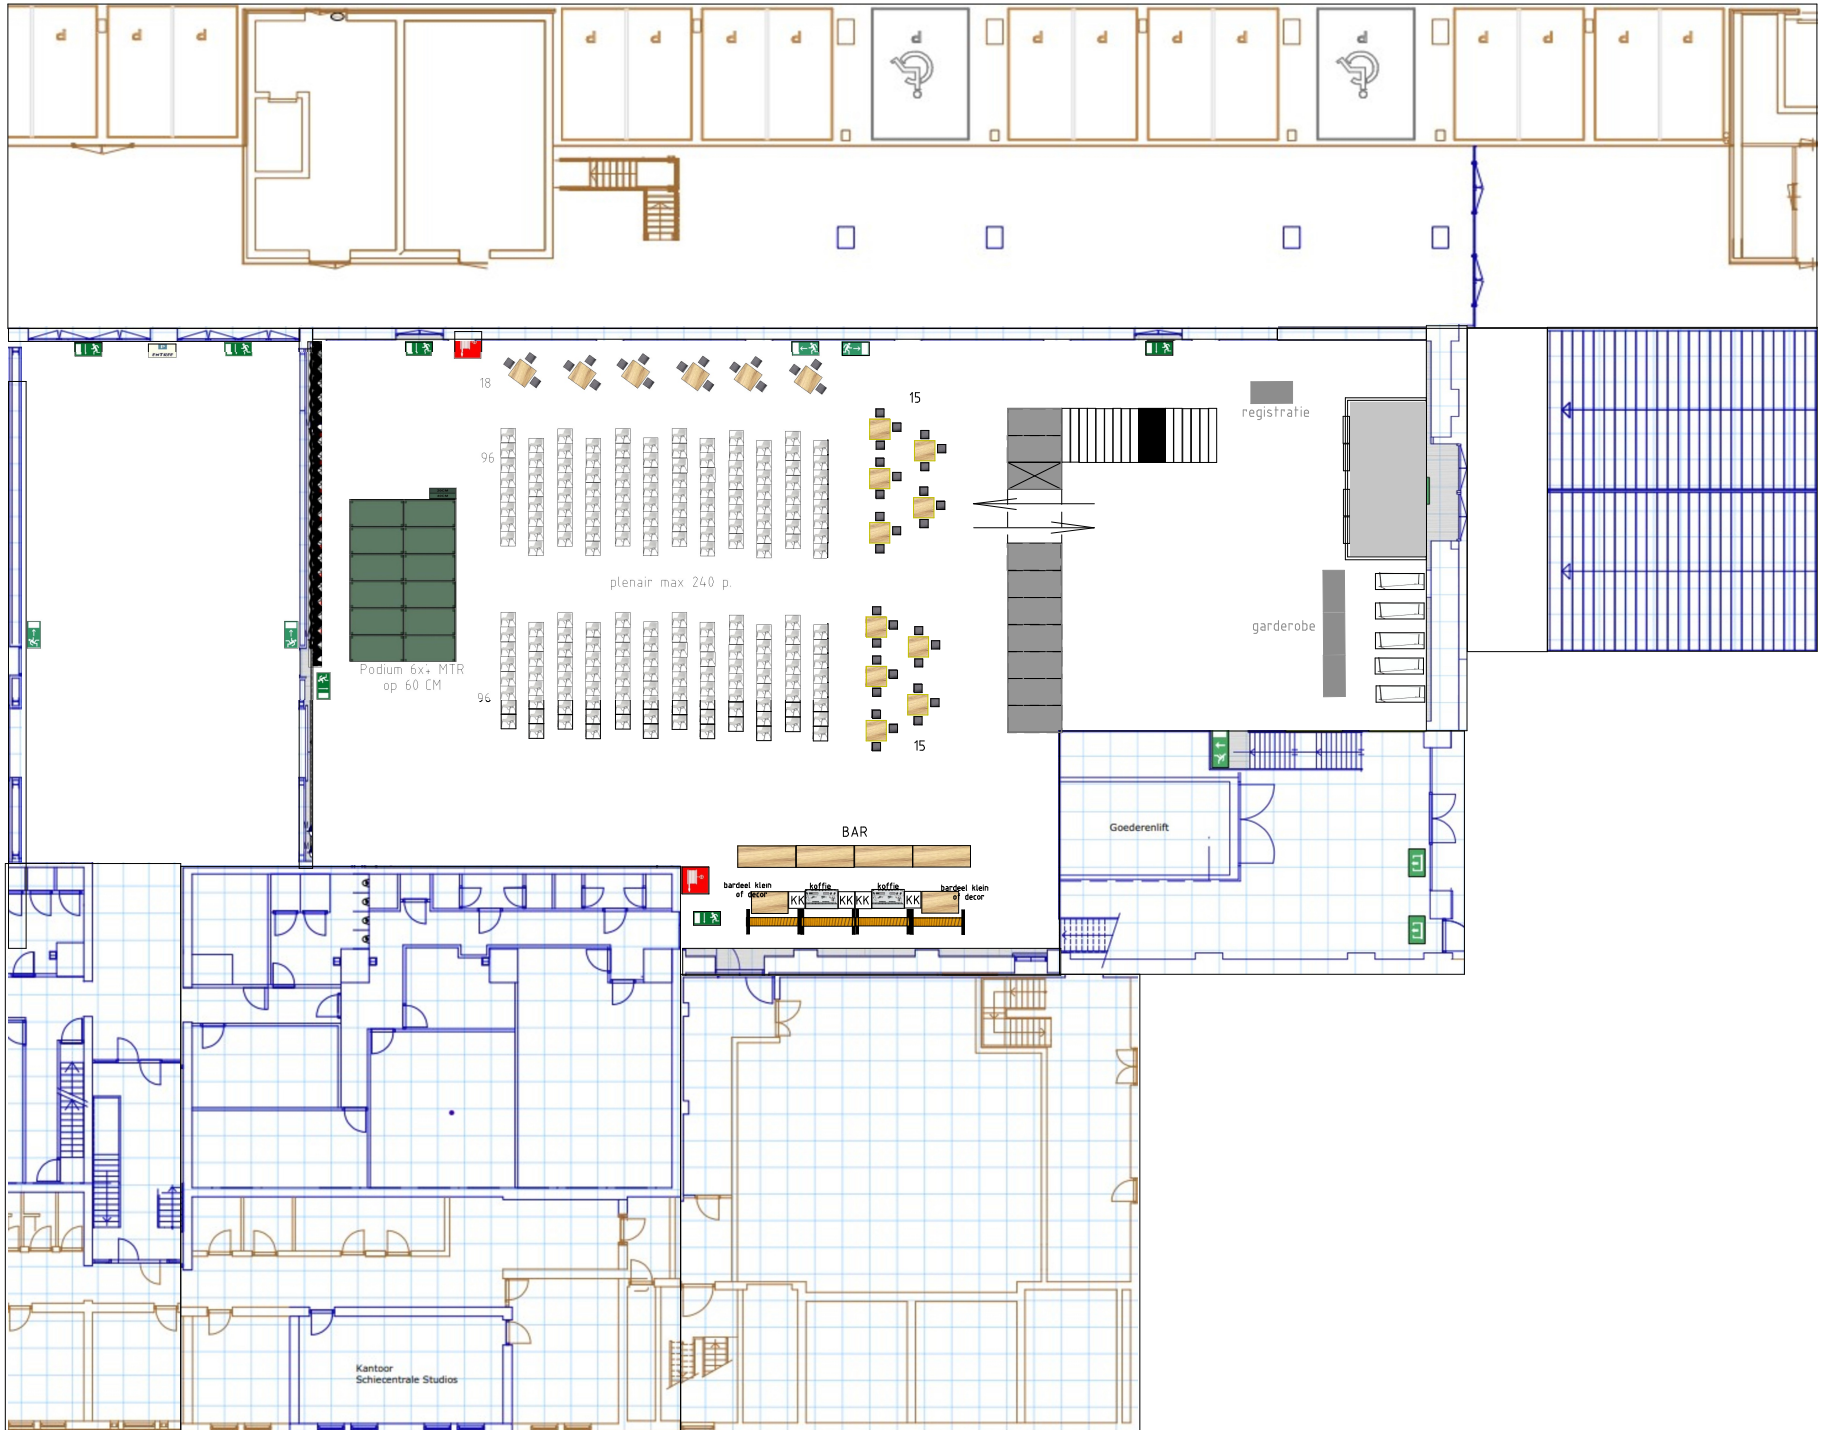 P P P P P P P P P P P P P P P P P
ENTREE
18
15
registratie
96
plenair max 240 p.
garderobe
Podium 6x4 MTR
op 60 CM
96
15
BAR
Goederenlift
bardeel klein
of decor
koffie
koffie
bardeel klein
of decor
KK KK KK KK
Kantoor
Schiecentrale Studios